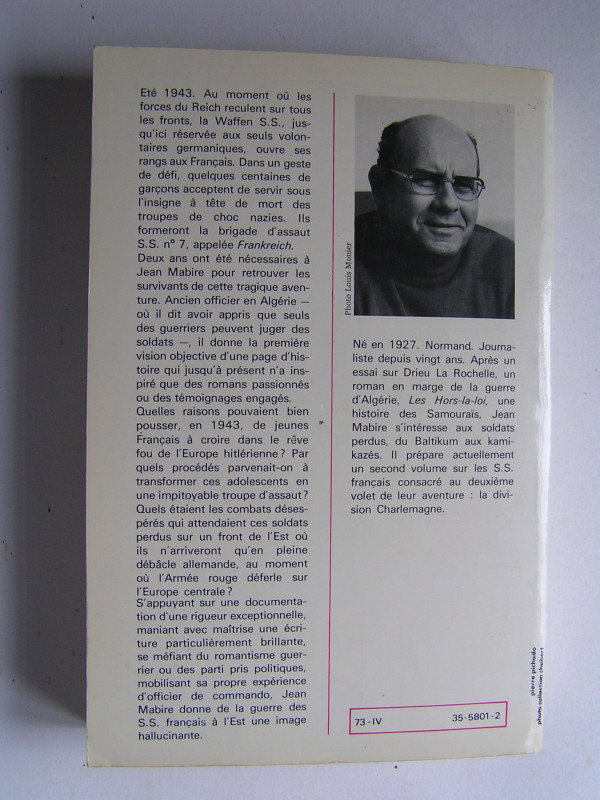 Eté 1943. Au moment où les
forces du Reich reculent sur tous
les fronts, la Waffen S.S., jus-
qu'ici réservée aux seuls volon-
taires germaniques, ouvre ses
rangs aux Français. Dans un geste
de défi, quelques centaines de
garçons acceptent de servir sous
l'insigne à tête de mort des
troupes de choc nazies. Ils
formeront la brigade d'assaut
S.S. n° 7, appelée Frankreich.
Deux ans ont été nécessaires à
Jean Mabire pour retrouver les
survivants de cette tragique aven-
ture. Ancien officier en Algérie —
où il dit avoir appris que seuls
des guerriers peuvent juger des
soldats —, il donne la première
vision objective d'une page d'his-
toire qui jusqu'à présent n'a ins-
piré que des romans passionnés
ou des témoignages engagés.
Quelles raisons pouvaient bien
pousser, en 1943, de jeunes
Français à croire dans le rêve
fou de l'Europe hitlérienne ? Par
quels procédés parvenait-on à
transformer ces adolescents en
une impitoyable troupe d'assaut ?
Quels étaient les combats déses-
pérés qui attendaient ces soldats
perdus sur un front de l'Est où
ils n'arriveront qu'en pleine
débâcle allemande, au moment
où l'Armée rouge déferle sur
l'Europe centrale ?
S'appuyant sur une documenta-
tion d'une rigueur exceptionnelle,
maniant avec maîtrise une écri-
ture particulièrement brillante,
se méfiant du romantisme guer-
rier ou des parti pris politiques,
mobilisant sa propre expérience
d'officier de commando, Jean
Mabire donne de la guerre des
S.S. français à l'Est une image
hallucinante.
Photo Louis Monier
Né en 1927. Normand. Journa-
liste depuis vingt ans. Après un
essai sur Drieu La Rochelle, un
roman en marge de la guerre
d'Algérie, Les Hors-la-loi, une
histoire des Samouraïs, Jean
Mabire s'intéresse aux soldats
perdus, du Baltikum aux kami-
kazés. Il prépare actuellement
un second volume sur les S.S.
français consacré au deuxième
volet de leur aventure : la divi-
sion Charlemagne.
73-IV 35-5801-2
pierre pichodo
photo collection chabert